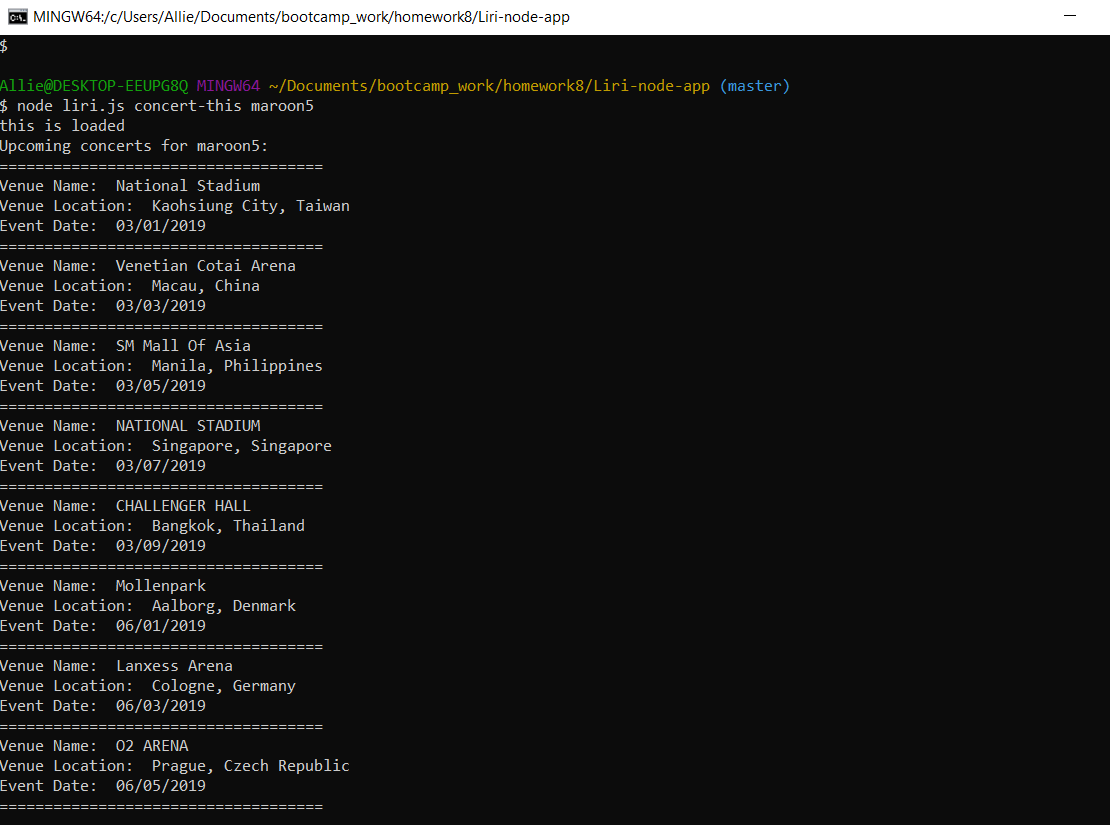 MINGW64:/c/Users/Allie/Documents/bootcamp_work/homework8/Liri-node-app
$
Allie@DESKTOP-EEUPG8Q MINGW64 ~/Documents/bootcamp_work/homework8/Liri-node-app (master)
$ node liri.js concert-this maroon5
this is loaded
Upcoming concerts for maroon5:
====================================
Venue Name:  National Stadium
Venue Location:  Kaohsiung City, Taiwan
Event Date:  03/01/2019
====================================
Venue Name:  Venetian Cotai Arena
Venue Location:  Macau, China
Event Date:  03/03/2019
====================================
Venue Name:  SM Mall Of Asia
Venue Location:  Manila, Philippines
Event Date:  03/05/2019
====================================
Venue Name:  NATIONAL STADIUM
Venue Location:  Singapore, Singapore
Event Date:  03/07/2019
====================================
Venue Name:  CHALLENGER HALL
Venue Location:  Bangkok, Thailand
Event Date:  03/09/2019
====================================
Venue Name:  Mollenpark
Venue Location:  Aalborg, Denmark
Event Date:  06/01/2019
====================================
Venue Name:  Lanxess Arena
Venue Location:  Cologne, Germany
Event Date:  06/03/2019
====================================
Venue Name:  O2 ARENA
Venue Location:  Prague, Czech Republic
Event Date:  06/05/2019
====================================